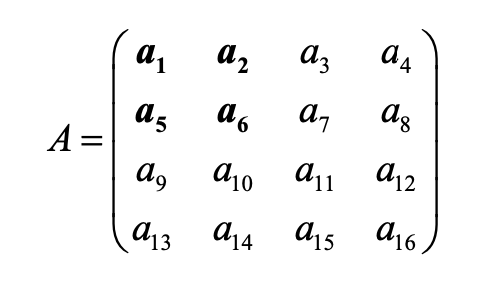 a₁ a₂ a₃ a₄
a₅ a₆ a₇ a₈
A =
a₉ a₁₀ a₁₁ a₁₂
a₁₃ a₁₄ a₁₅ a₁₆